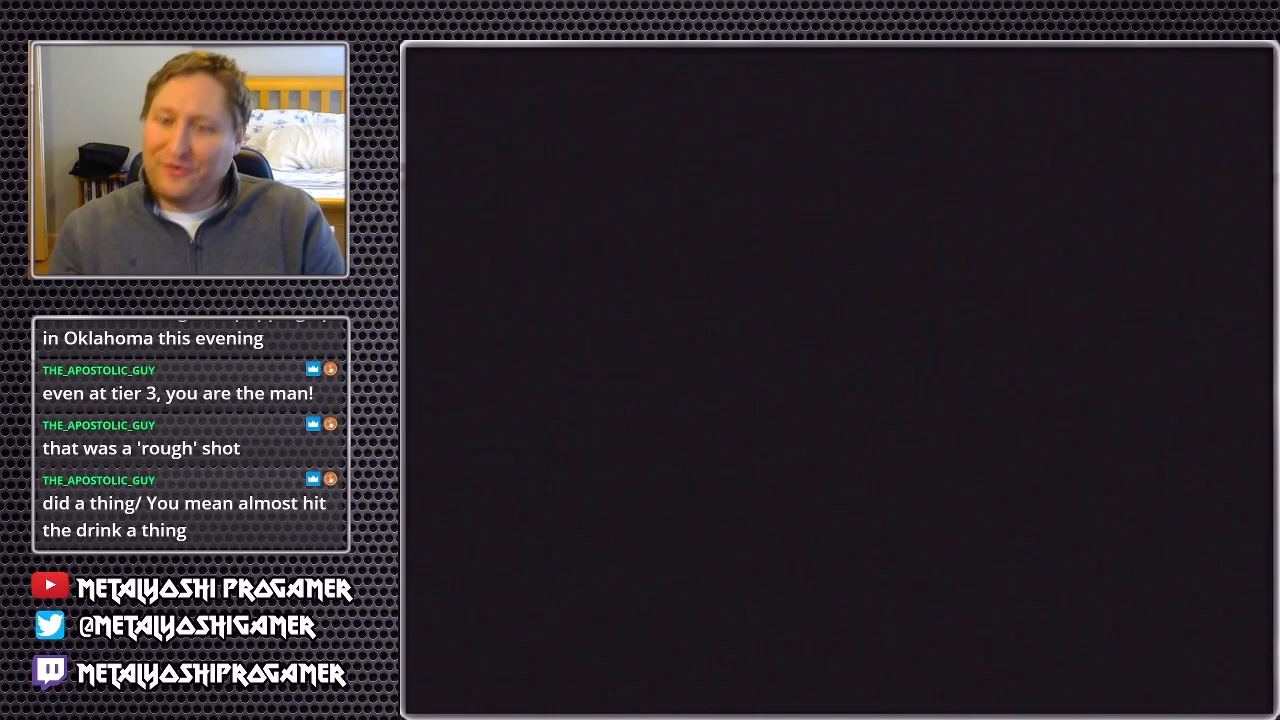 in Oklahoma this evening
THE_APOSTOLIC_GUY
even at tier 3, you are the man!
THE_APOSTOLIC_GUY
that was a 'rough' shot
THE_APOSTOLIC_GUY
did a thing/ You mean almost hit
the drink a thing
METALYOSHI PROGAMER
@METALYOSHIGAMER
METALYOSHIPROGAMER